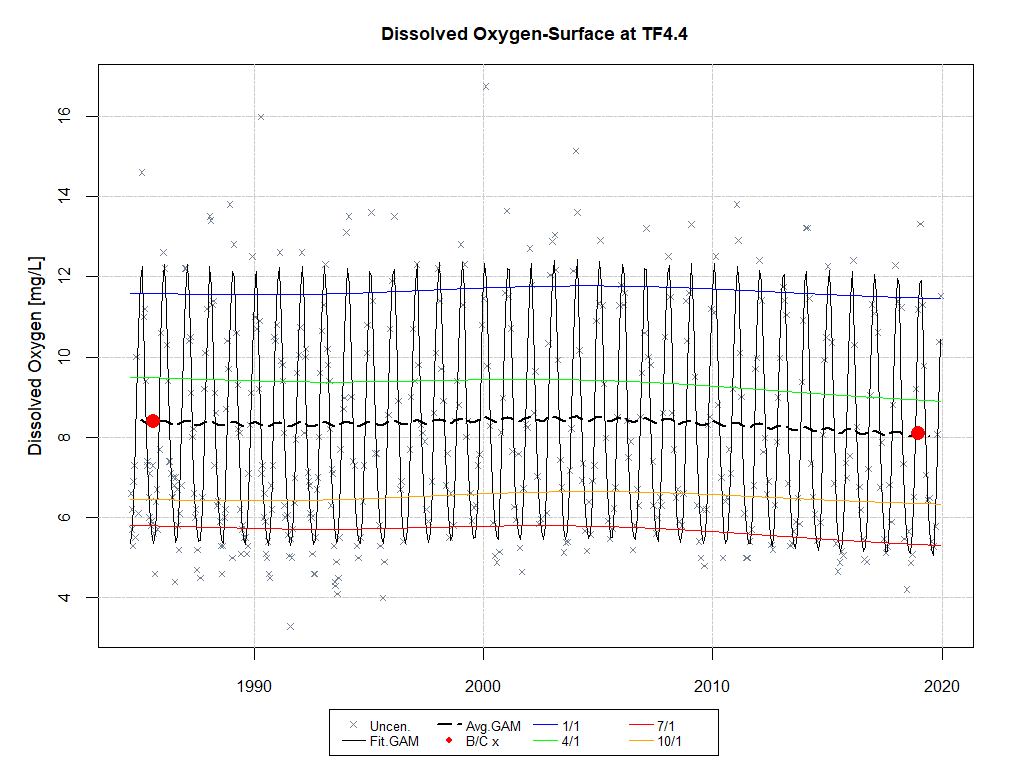 Dissolved Oxygen-Surface at TF4.4
Dissolved Oxygen [mg/L]
16
14
12
10
8
6
4
1990 2000 2010 2020
Uncen. Avg.GAM 1/1 7/1
Fit.GAM B/C x 4/1 10/1